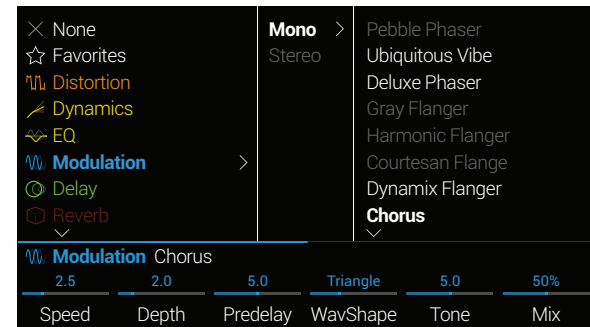 None
Favorites
Distortion
Dynamics
EQ
Modulation
Delay
Reverb
Mono
Stereo
Pebble Phaser
Ubiquitous Vibe
Deluxe Phaser
Gray Flanger
Harmonic Flanger
Courtesan Flange
Dynamix Flanger
Chorus
Modulation Chorus
2.5 2.0 5.0 Triangle 5.0 50%
Speed Depth Predelay WavShape Tone Mix